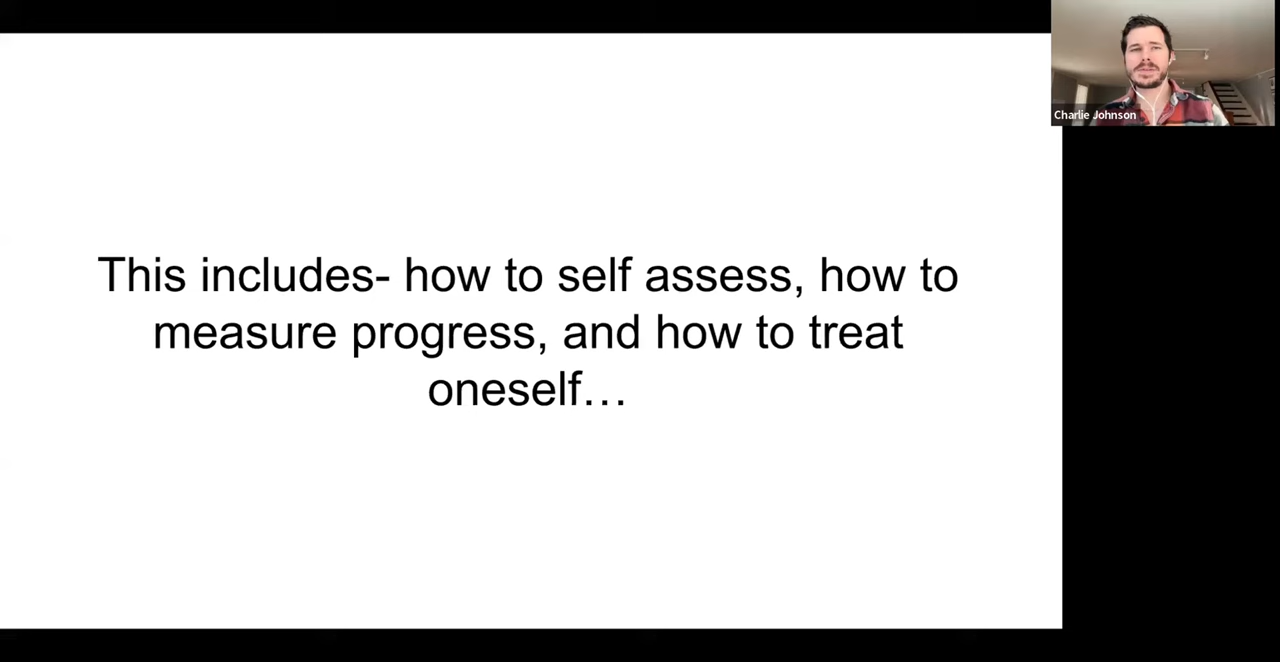 This includes- how to self assess, how to
measure progress, and how to treat
oneself…
Charlie Johnson